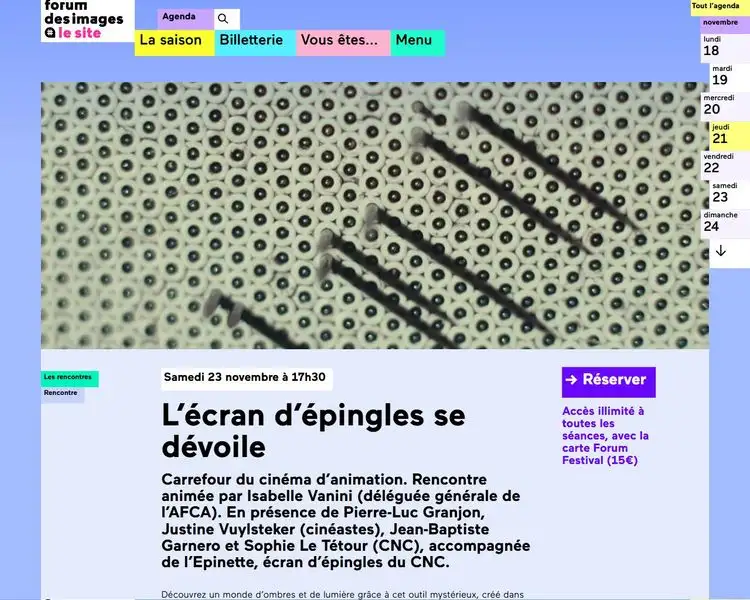 forum
des images
le site
Agenda
La saison
Billetterie
Vous êtes...
Menu
Tout l'agenda
novembre
lundi
18
mardi
19
mercredi
20
jeudi
21
vendredi
22
samedi
23
dimanche
24
Les rencontres
Rencontre
Samedi 23 novembre à 17h30
L'écran d'épingles se
dévoile
Carrefour du cinéma d'animation. Rencontre
animée par Isabelle Vanini (déléguée générale de
l'AFCA). En présence de Pierre-Luc Granjon,
Justine Vuylsteker (cinéastes), Jean-Baptiste
Garnero et Sophie Le Tétour (CNC), accompagnée
de l'Epinette, écran d'épingles du CNC.
Découvrez un monde d'ombres et de lumière grâce à cet outil mystérieux, créé dans
→ Réserver
Accès illimité à
toutes les
séances, avec la
carte Forum
Festival (15€)